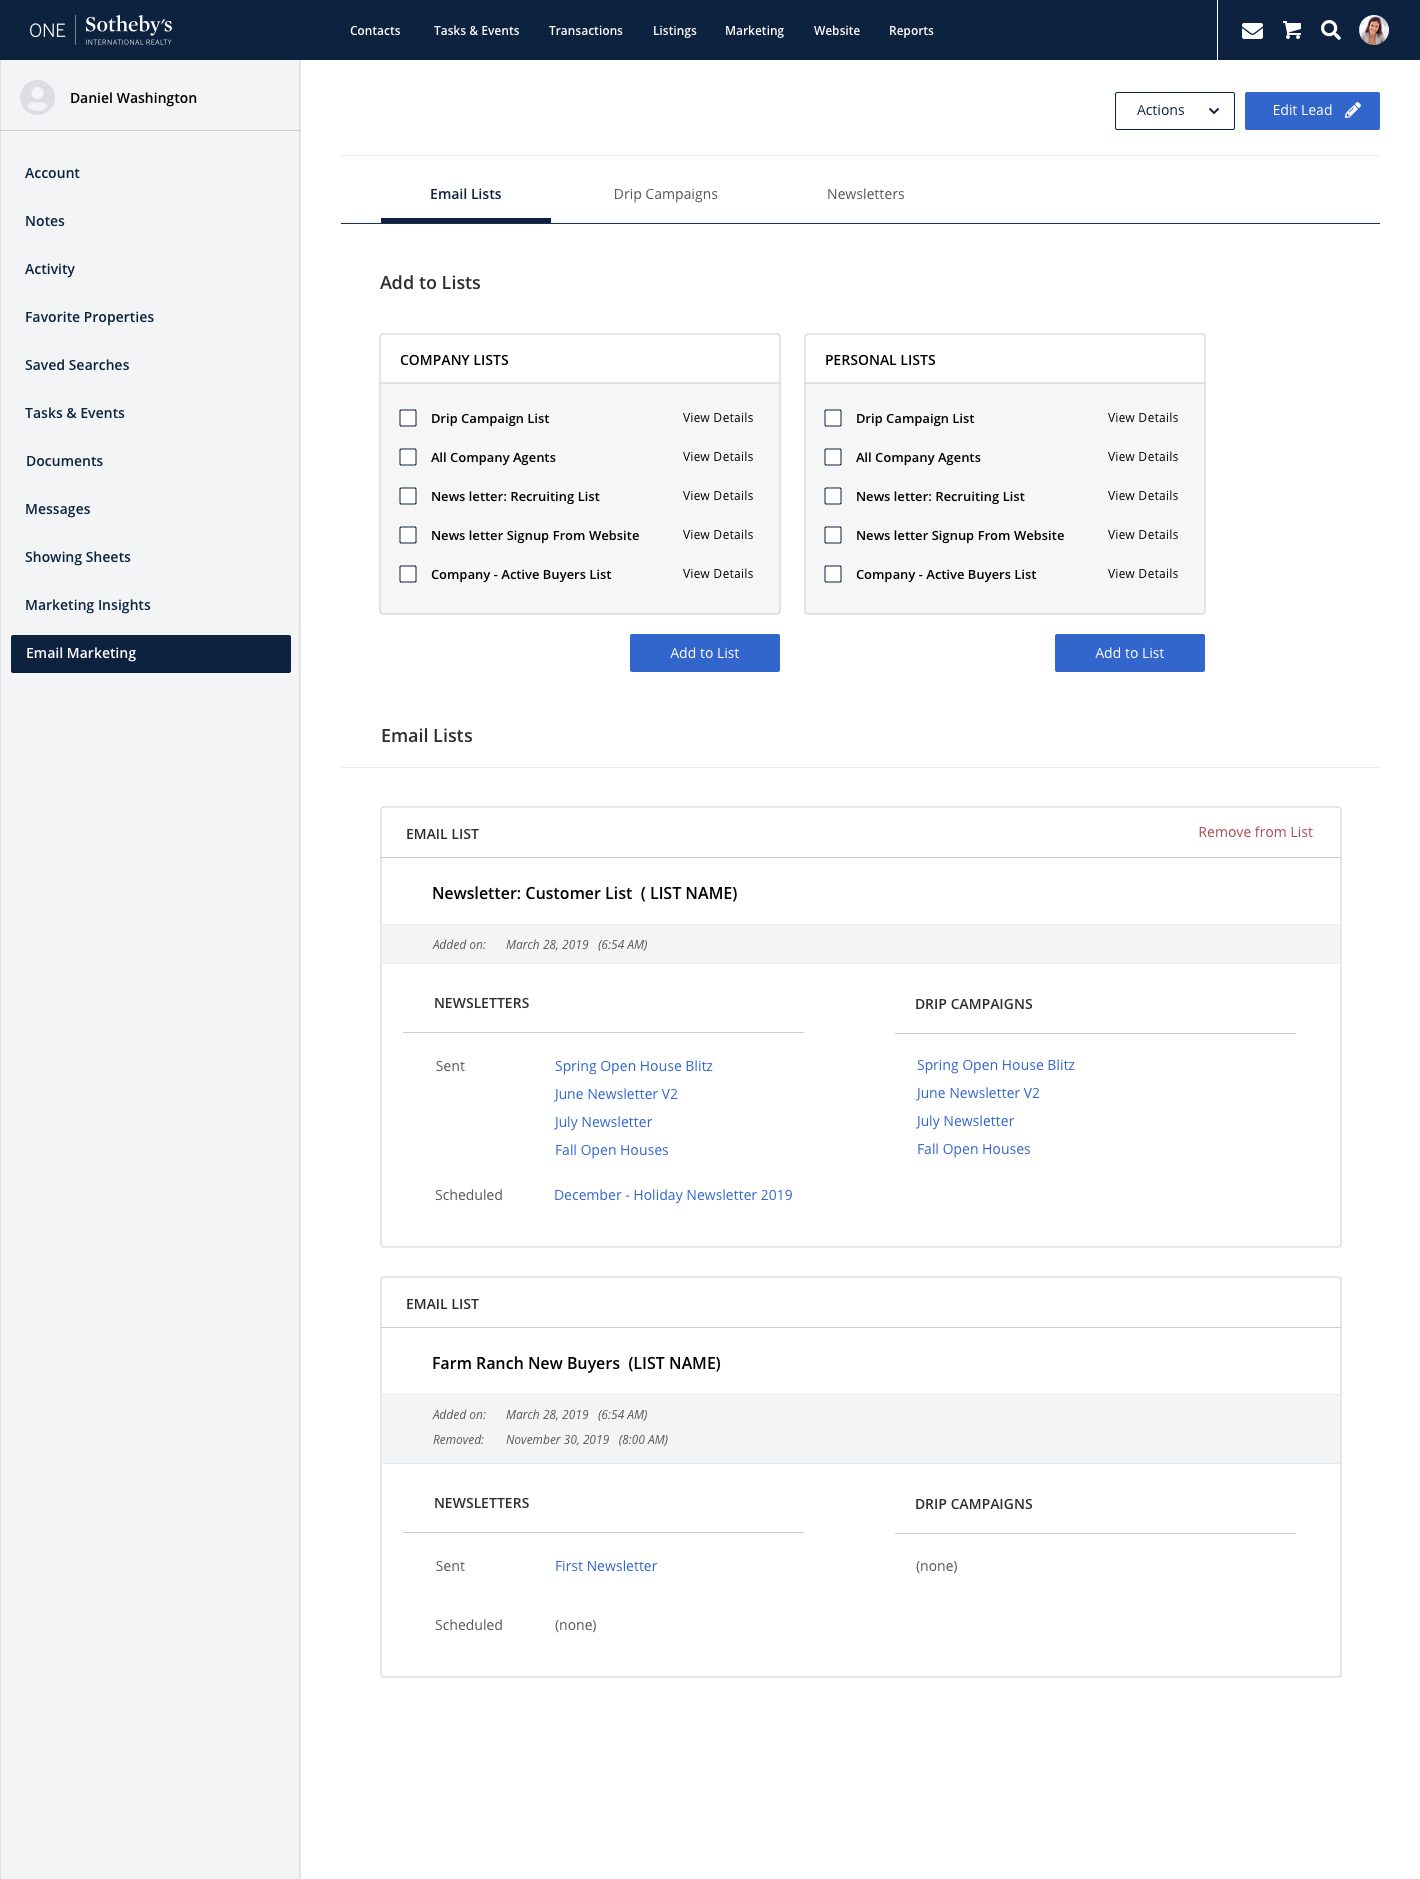 ONE Sotheby's
INTERNATIONAL REALTY
Contacts Tasks & Events Transactions Listings Marketing Website Reports
Daniel Washington
Account
Notes
Activity
Favorite Properties
Saved Searches
Tasks & Events
Documents
Messages
Showing Sheets
Marketing Insights
Email Marketing
Actions Edit Lead
Email Lists Drip Campaigns Newsletters
Add to Lists
COMPANY LISTS
Drip Campaign List View Details
All Company Agents View Details
News letter: Recruiting List View Details
News letter Signup From Website View Details
Company - Active Buyers List View Details
Add to List
PERSONAL LISTS
Drip Campaign List View Details
All Company Agents View Details
News letter: Recruiting List View Details
News letter Signup From Website View Details
Company - Active Buyers List View Details
Add to List
Email Lists
EMAIL LIST Remove from List
Newsletter: Customer List ( LIST NAME)
Added on: March 28, 2019 (6:54 AM)
NEWSLETTERS
Sent Spring Open House Blitz
June Newsletter V2
July Newsletter
Fall Open Houses
Scheduled December - Holiday Newsletter 2019
DRIP CAMPAIGNS
Spring Open House Blitz
June Newsletter V2
July Newsletter
Fall Open Houses
EMAIL LIST
Farm Ranch New Buyers (LIST NAME)
Added on: March 28, 2019 (6:54 AM)
Removed: November 30, 2019 (8:00 AM)
NEWSLETTERS
Sent First Newsletter
Scheduled (none)
DRIP CAMPAIGNS
(none)